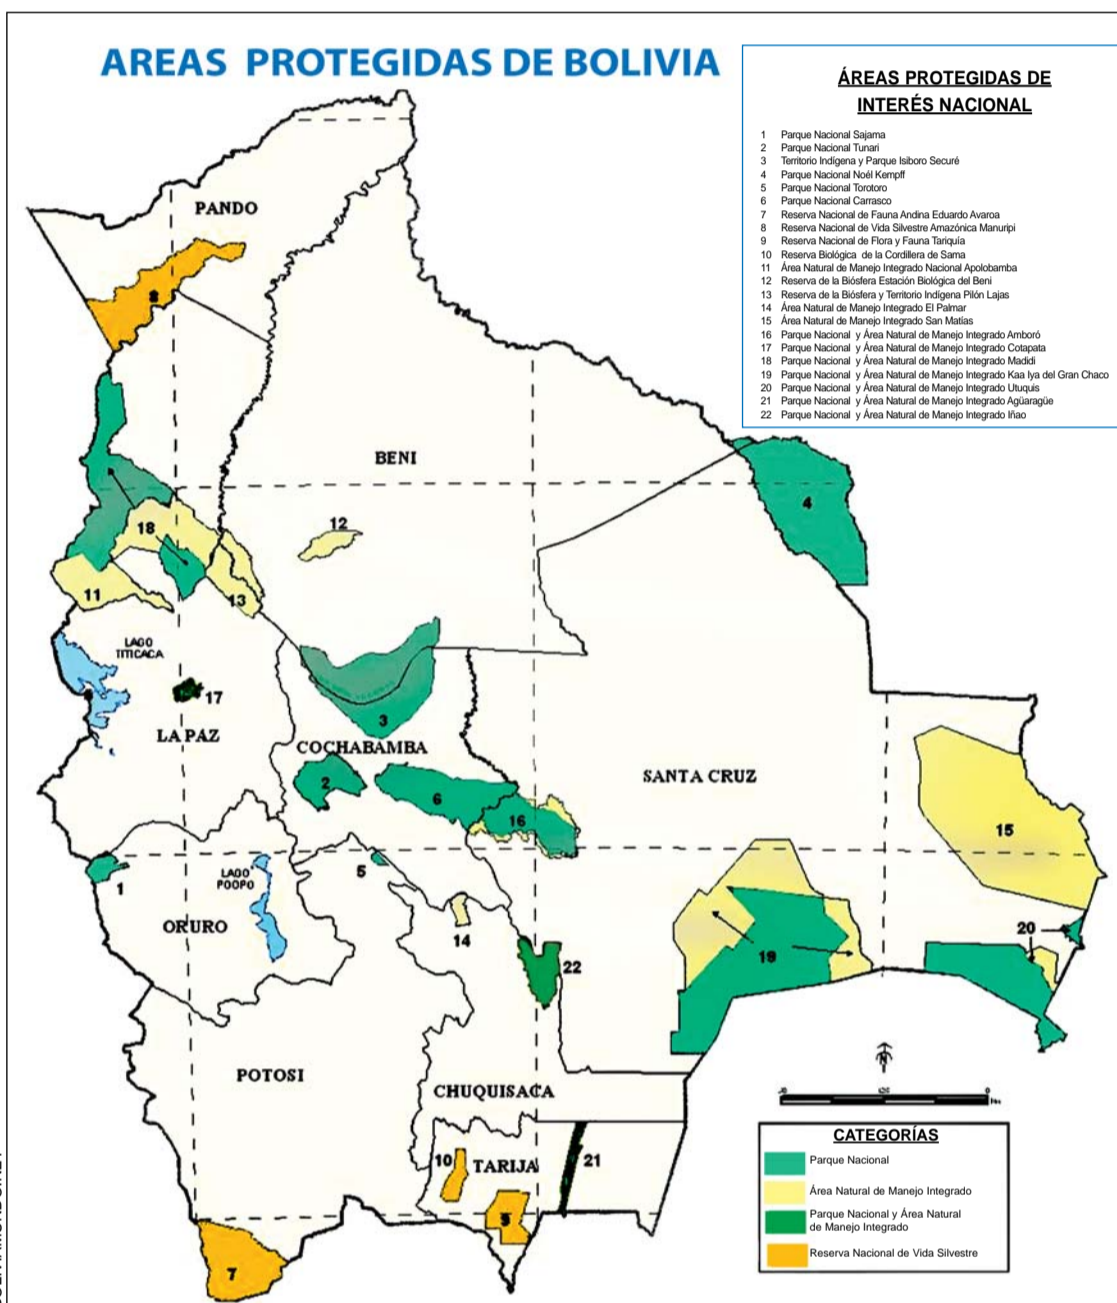 AREAS PROTEGIDAS DE BOLIVIA
ÁREAS PROTEGIDAS DE
INTERÉS NACIONAL
1 Parque Nacional Sajama
2 Parque Nacional Tunari
3 Territorio Indígena y Parque Isiboro Securé
4 Parque Nacional Noél Kempff
5 Parque Nacional Torotoro
6 Parque Nacional Carrasco
7 Reserva Nacional de Fauna Andina Eduardo Avaroa
8 Reserva Nacional de Vida Silvestre Amazónica Manuripi
9 Reserva Nacional de Flora y Fauna Tariquía
10 Reserva Biológica de la Cordillera de Sama
11 Área Natural de Manejo Integrado Nacional Apolobamba
12 Reserva de la Biósfera Estación Biológica del Beni
13 Reserva de la Biósfera y Territorio Indígena Pilón Lajas
14 Área Natural de Manejo Integrado El Palmar
15 Área Natural de Manejo Integrado San Matías
16 Parque Nacional y Área Natural de Manejo Integrado Amboró
17 Parque Nacional y Área Natural de Manejo Integrado Cotapata
18 Parque Nacional y Área Natural de Manejo Integrado Madidi
19 Parque Nacional y Área Natural de Manejo Integrado Kaa Iya del Gran Chaco
20 Parque Nacional y Área Natural de Manejo Integrado Utuquis
21 Parque Nacional y Área Natural de Manejo Integrado Agüaragüe
22 Parque Nacional y Área Natural de Manejo Integrado Iñao
PANDO
8
BENI
4
12
18
11
13
LAGO
TITICACA
17
LA PAZ
3
COCHABAMBA
2
6
16
SANTA CRUZ
15
1
5
LAGO
POOPO
ORURO
14
22
19
20
POTOSI
CHUQUISACA
10
TARIJA
21
9
7
CATEGORÍAS
Parque Nacional
Área Natural de Manejo Integrado
Parque Nacional y Área Natural
de Manejo Integrado
Reserva Nacional de Vida Silvestre